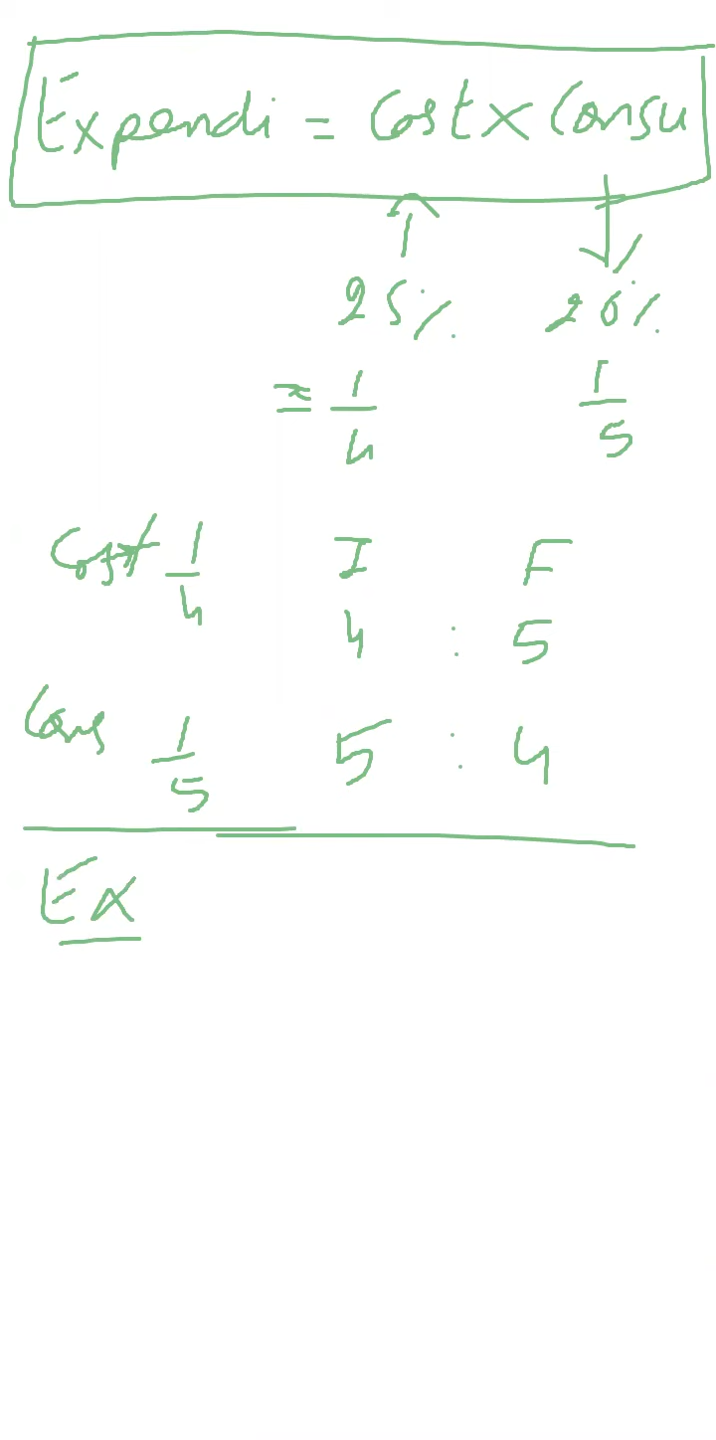 Expendi = Cost × Consu
25% 20%
= 1/4 1/5
Cost 1/4 I F
4 : 5
Cons 1/5 5 : 4
Ex